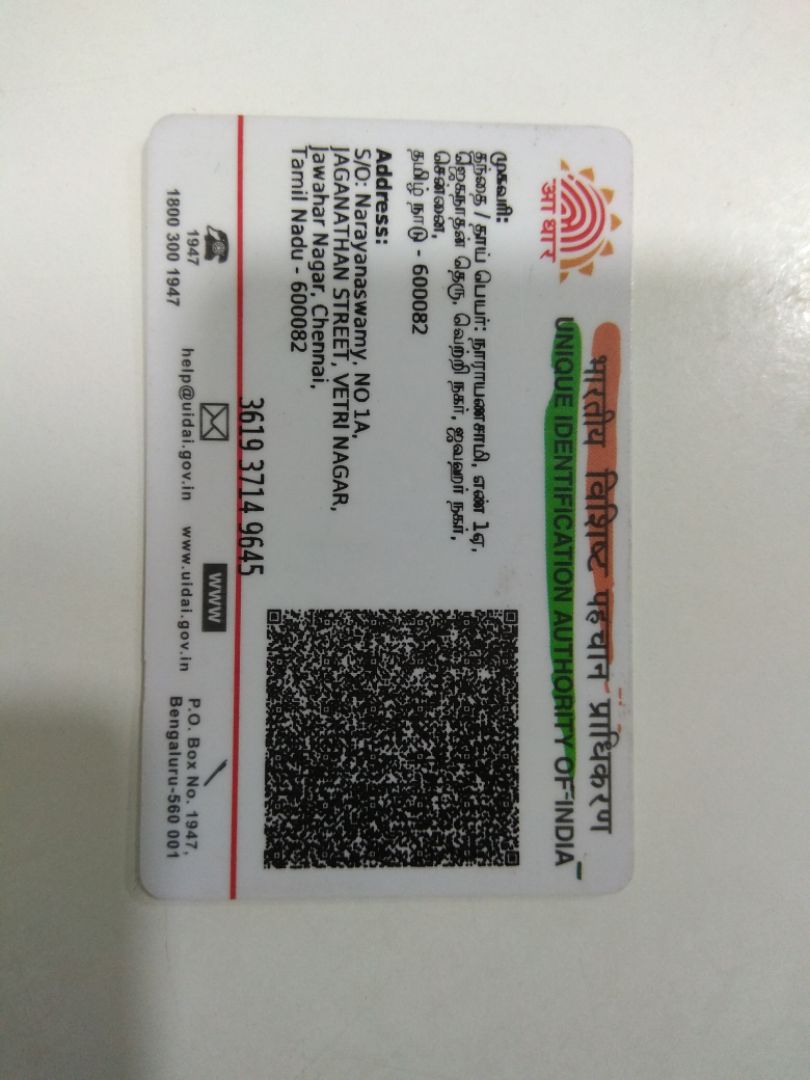 भारतीय विशिष्ट पहचान प्राधिकरण
UNIQUE IDENTIFICATION AUTHORITY OF INDIA
आधार
முகவரி:
தந்தை / தாய் பெயர்: நாராயணசாமி, எண் 1ஏ,
ஜெகநாதன் தெரு, வெற்றி நகர், ஜவஹர் நகர்,
சென்னை,
தமிழ் நாடு - 600082
Address:
S/O: Narayanaswamy, NO 1A,
JAGANATHAN STREET, VETRI NAGAR,
Jawahar Nagar, Chennai,
Tamil Nadu - 600082
3619 3714 9645
1947
1800 300 1947
help@uidai.gov.in
WWW
www.uidai.gov.in
P.O. Box No. 1947,
Bengaluru-560 001